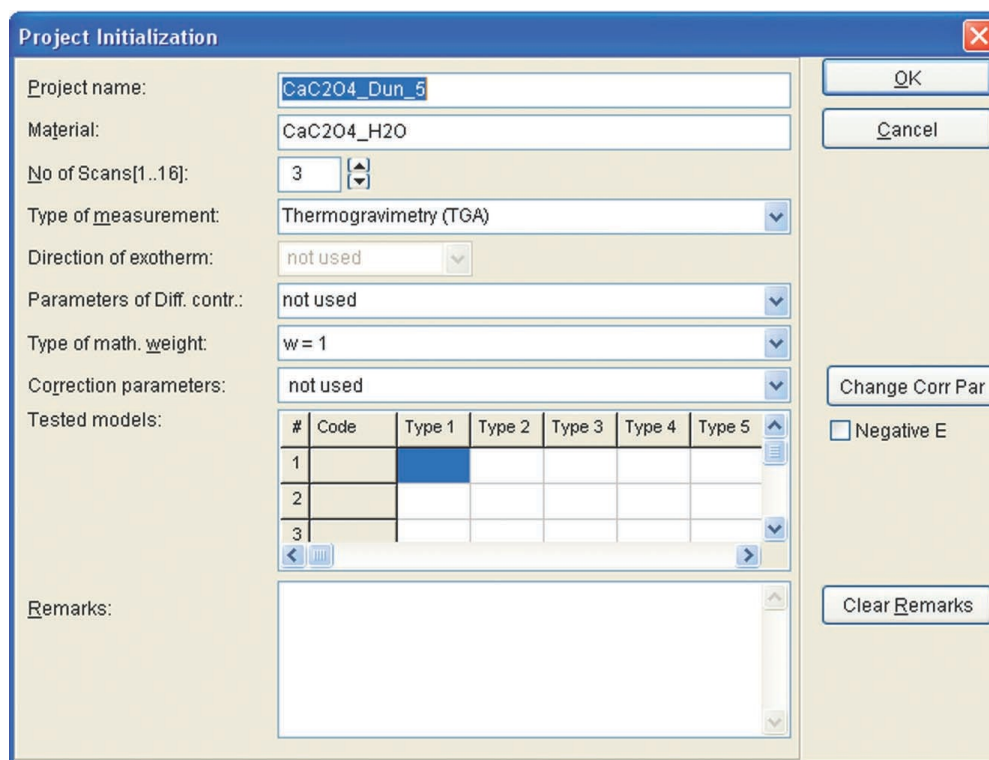 Project Initialization
Project name: CaC2O4_Dun_5 OK
Material: CaC2O4_H2O Cancel
No of Scans[1..16]: 3
Type of measurement: Thermogravimetry (TGA)
Direction of exotherm: not used
Parameters of Diff. contr.: not used
Type of math. weight: w = 1
Correction parameters: not used Change Corr Par
Tested models: # Code Type 1 Type 2 Type 3 Type 4 Type 5 Negative E
1
2
3
Remarks: Clear Remarks